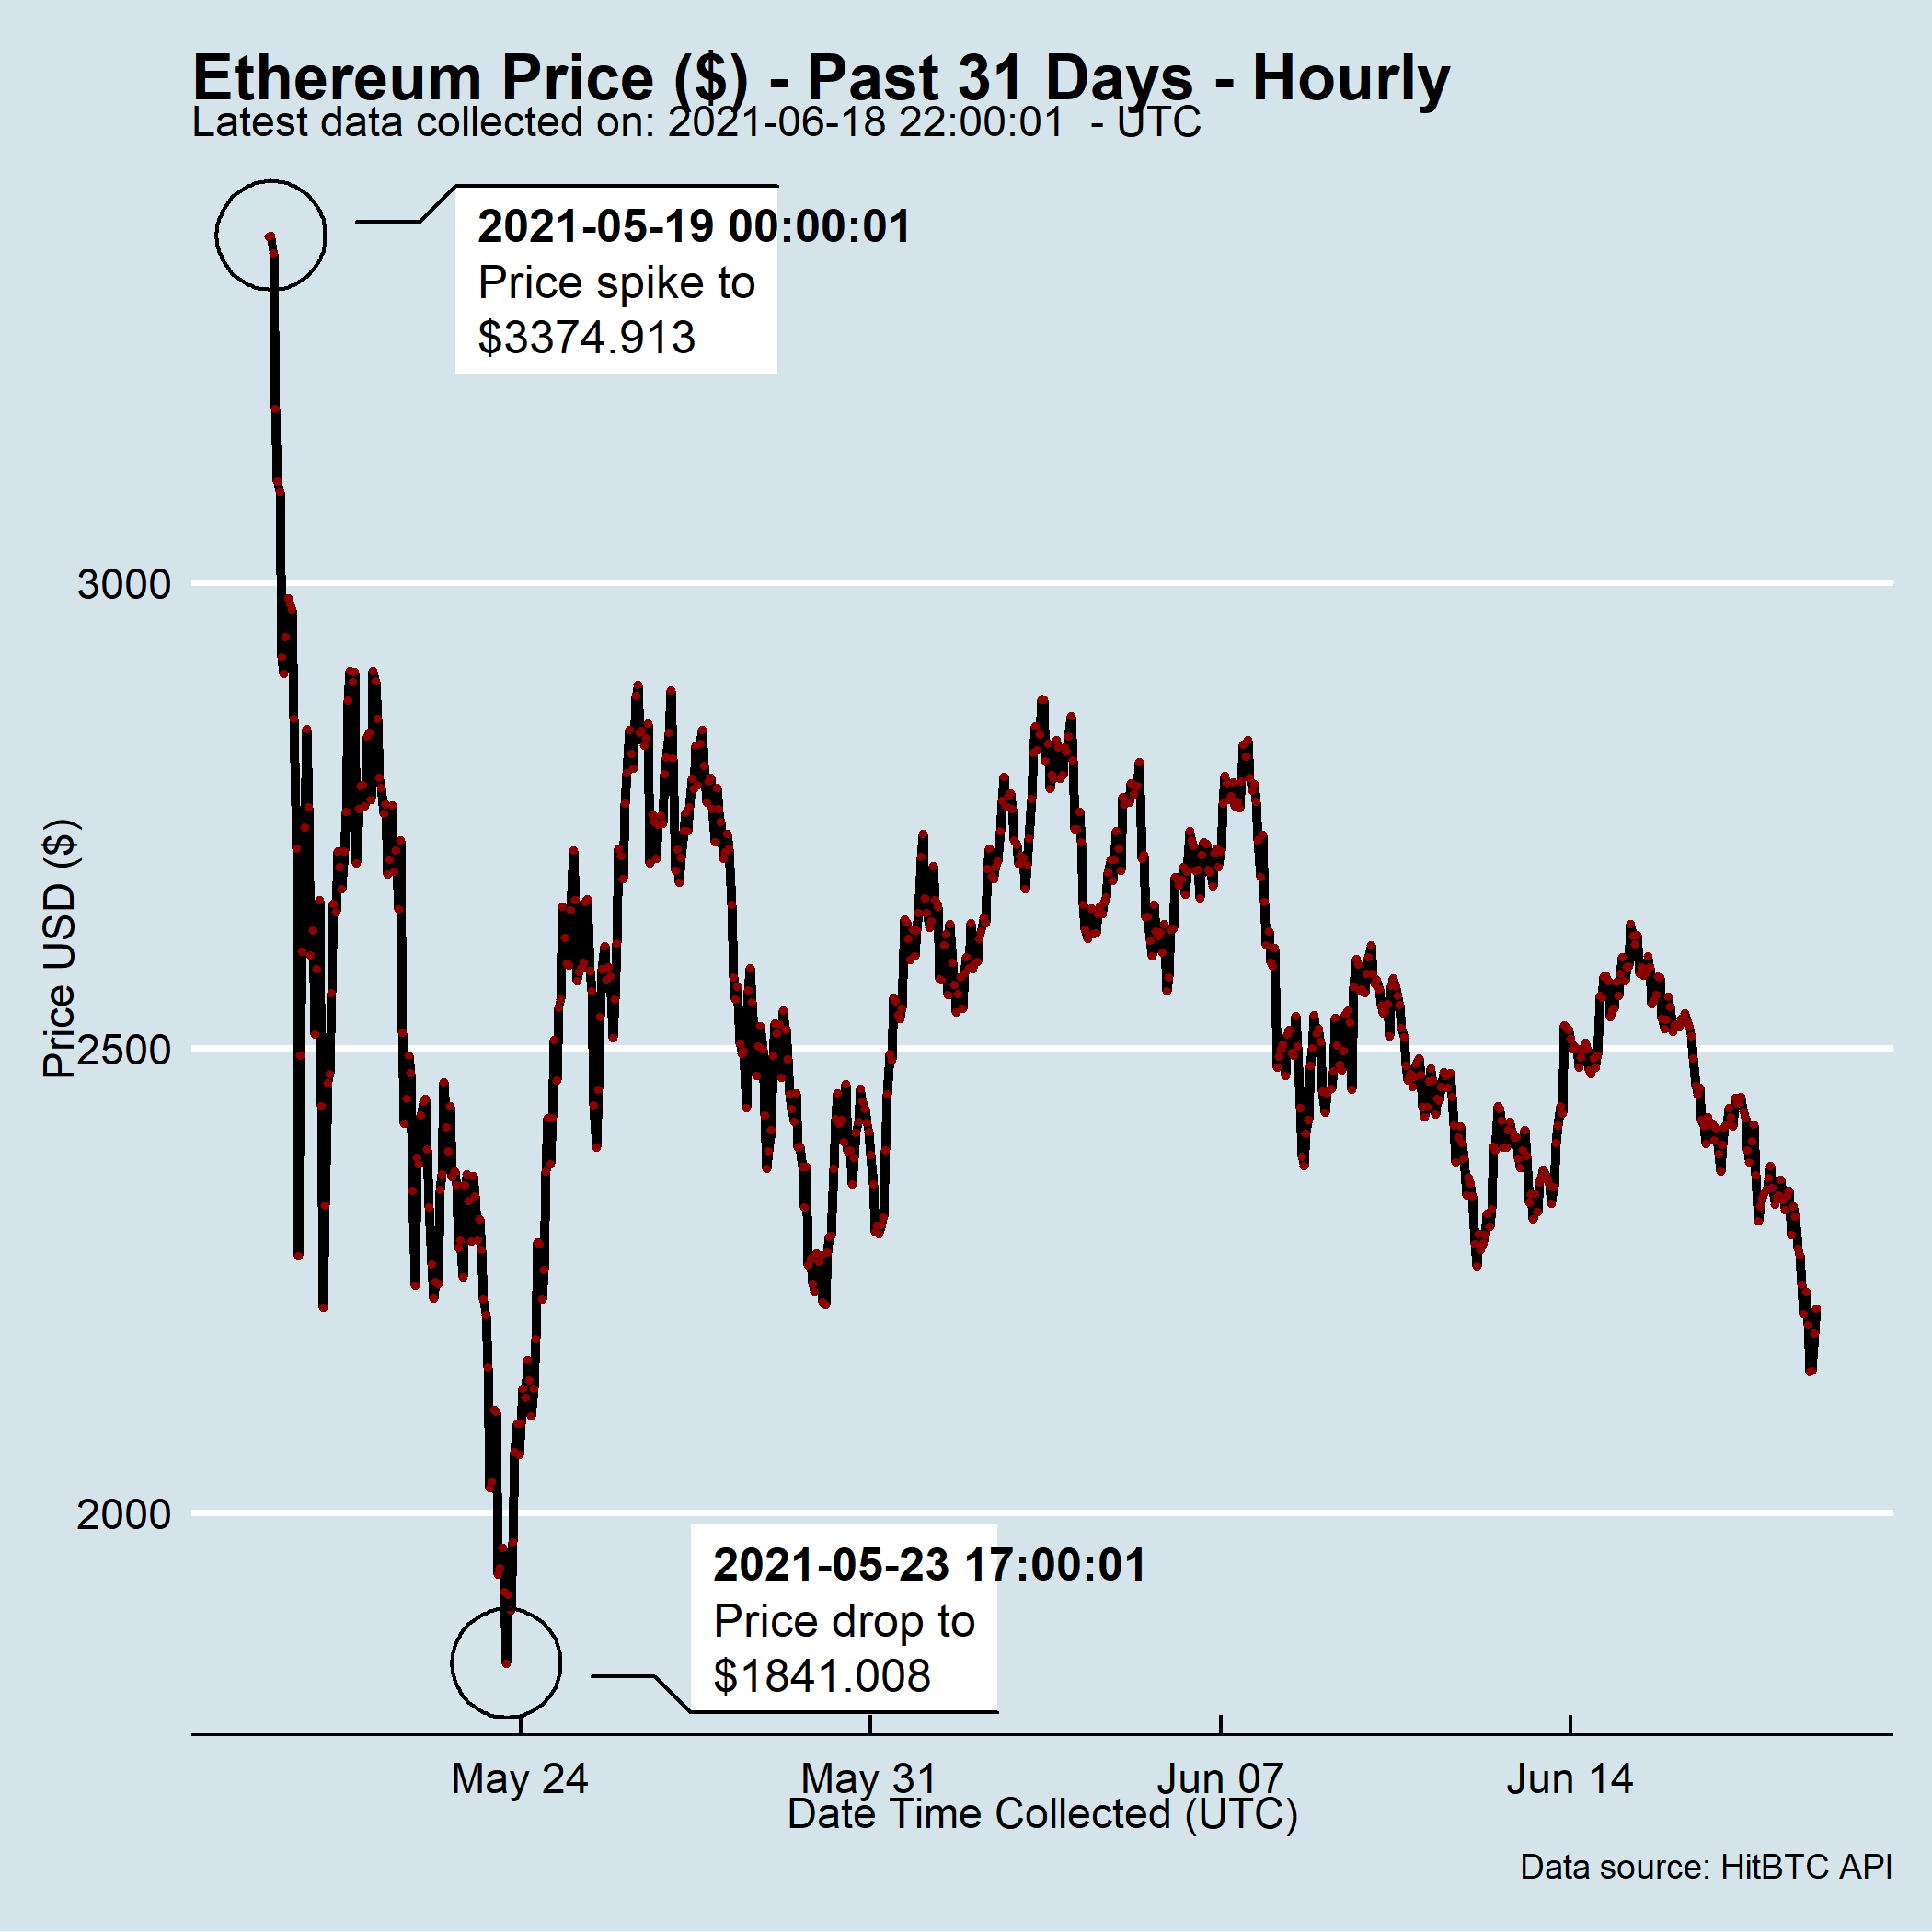 Ethereum Price ($) - Past 31 Days - Hourly
Latest data collected on: 2021-06-18 22:00:01  - UTC
2021-05-19 00:00:01
Price spike to
$3374.913
3000
2500
2000
Price USD ($)
2021-05-23 17:00:01
Price drop to
$1841.008
May 24
May 31
Jun 07
Jun 14
Date Time Collected (UTC)
Data source: HitBTC API